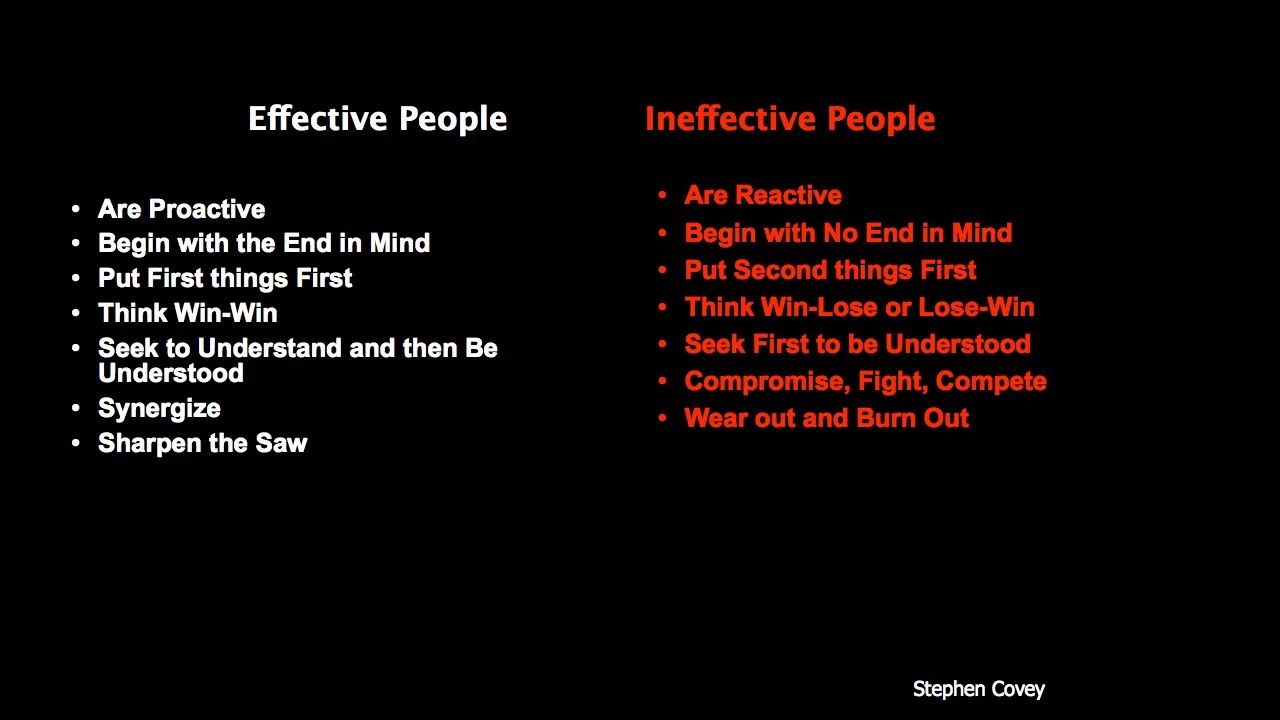 Effective People
• Are Proactive
• Begin with the End in Mind
• Put First things First
• Think Win-Win
• Seek to Understand and then Be
Understood
• Synergize
• Sharpen the Saw
Ineffective People
• Are Reactive
• Begin with No End in Mind
• Put Second things First
• Think Win-Lose or Lose-Win
• Seek First to be Understood
• Compromise, Fight, Compete
• Wear out and Burn Out
Stephen Covey